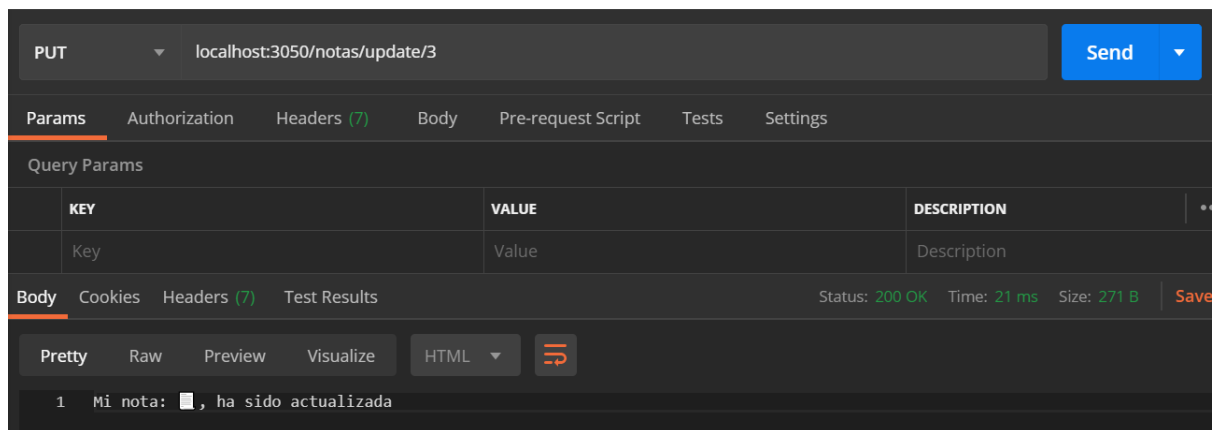 PUT localhost:3050/notas/update/3 Send
Params Authorization Headers (7) Body Pre-request Script Tests Settings
Query Params
KEY VALUE DESCRIPTION
Key Value Description
Body Cookies Headers (7) Test Results Status: 200 OK Time: 21 ms Size: 271 B Save
Pretty Raw Preview Visualize HTML
1 Mi nota: 📃, ha sido actualizada